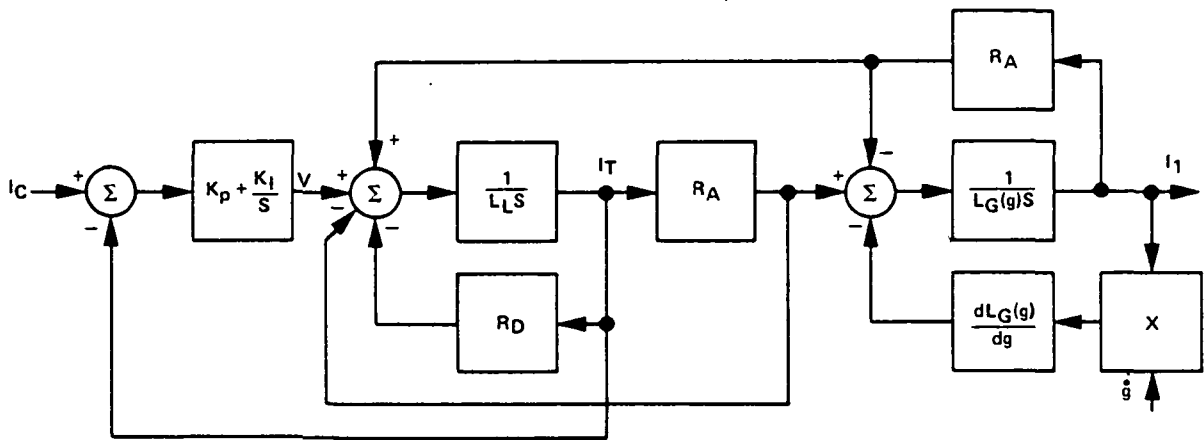 R_A
+
−
I_C
+
Σ
−
K_p + K_I/S
V
+
+
−
Σ
−
1/(L_L S)
I_T
R_A
+
Σ
−
−
1/(L_G(g)S)
I_1
R_D
dL_G(g)/dg
X
ġ